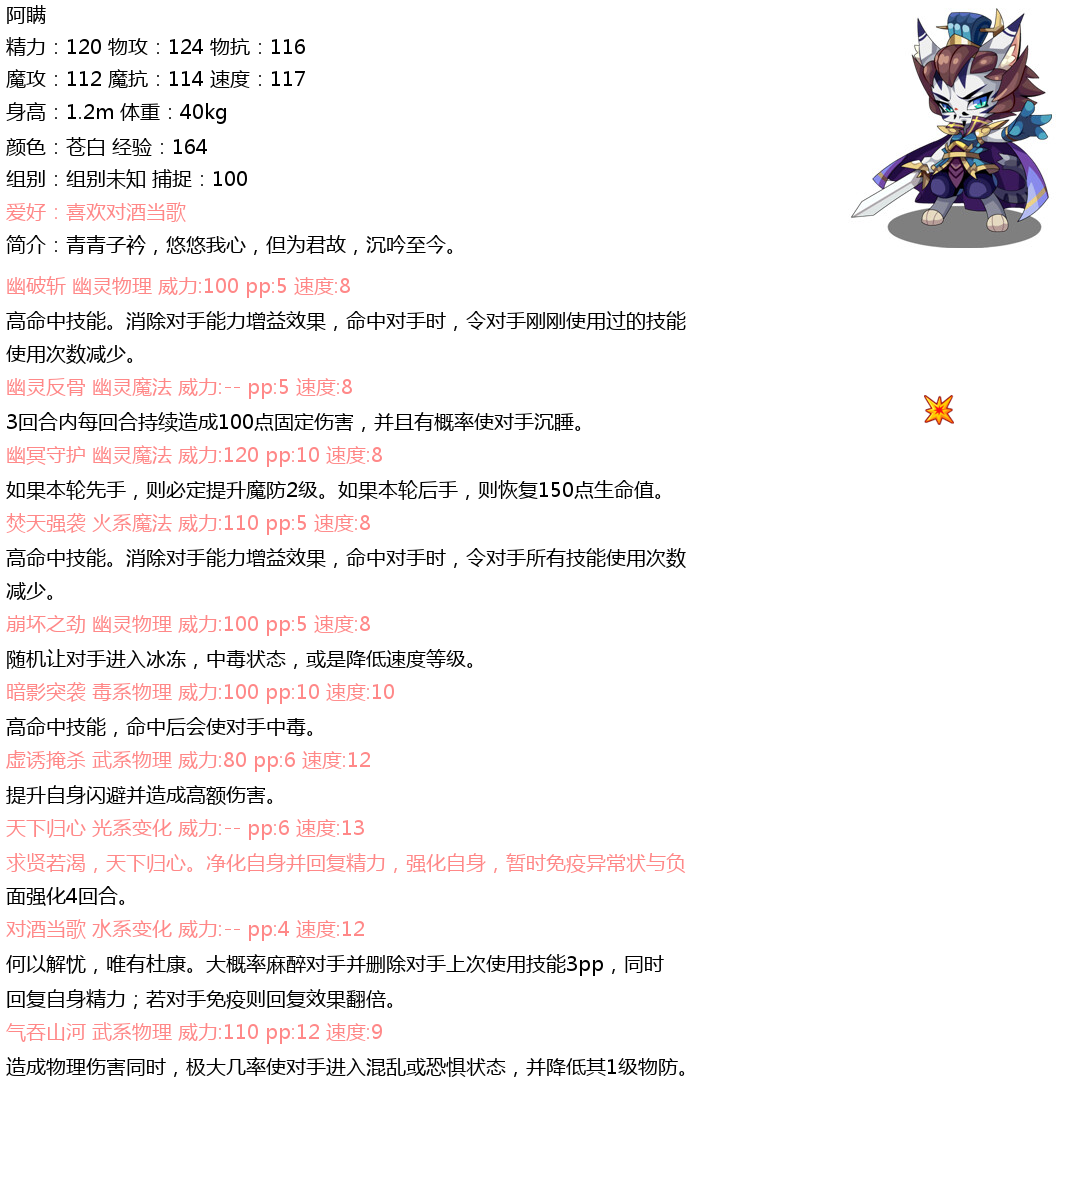 阿瞒
精力：120 物攻：124 物抗：116
魔攻：112 魔抗：114 速度：117
身高：1.2m 体重：40kg
颜色：苍白 经验：164
组别：组别未知 捕捉：100
爱好：喜欢对酒当歌
简介：青青子衿，悠悠我心，但为君故，沉吟至今。
幽破斩 幽灵物理 威力:100 pp:5 速度:8
高命中技能。消除对手能力增益效果，命中对手时，令对手刚刚使用过的技能
使用次数减少。
幽灵反骨 幽灵魔法 威力:-- pp:5 速度:8
3回合内每回合持续造成100点固定伤害，并且有概率使对手沉睡。
幽冥守护 幽灵魔法 威力:120 pp:10 速度:8
如果本轮先手，则必定提升魔防2级。如果本轮后手，则恢复150点生命值。
焚天强袭 火系魔法 威力:110 pp:5 速度:8
高命中技能。消除对手能力增益效果，命中对手时，令对手所有技能使用次数
减少。
崩坏之劲 幽灵物理 威力:100 pp:5 速度:8
随机让对手进入冰冻，中毒状态，或是降低速度等级。
暗影突袭 毒系物理 威力:100 pp:10 速度:10
高命中技能，命中后会使对手中毒。
虚诱掩杀 武系物理 威力:80 pp:6 速度:12
提升自身闪避并造成高额伤害。
天下归心 光系变化 威力:-- pp:6 速度:13
求贤若渴，天下归心。净化自身并回复精力，强化自身，暂时免疫异常状与负
面强化4回合。
对酒当歌 水系变化 威力:-- pp:4 速度:12
何以解忧，唯有杜康。大概率麻醉对手并删除对手上次使用技能3pp，同时
回复自身精力；若对手免疫则回复效果翻倍。
气吞山河 武系物理 威力:110 pp:12 速度:9
造成物理伤害同时，极大几率使对手进入混乱或恐惧状态，并降低其1级物防。